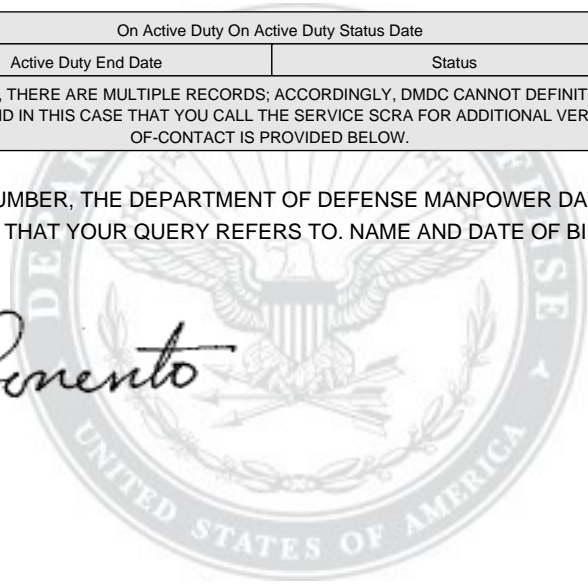 On Active Duty On Active Duty Status Date
Active Duty End Date Status
, THERE ARE MULTIPLE RECORDS; ACCORDINGLY, DMDC CANNOT DEFINIT
ND IN THIS CASE THAT YOU CALL THE SERVICE SCRA FOR ADDITIONAL VER
OF-CONTACT IS PROVIDED BELOW.
UMBER, THE DEPARTMENT OF DEFENSE MANPOWER DA
THAT YOUR QUERY REFERS TO. NAME AND DATE OF BI
UNITED STATES OF AMERICA